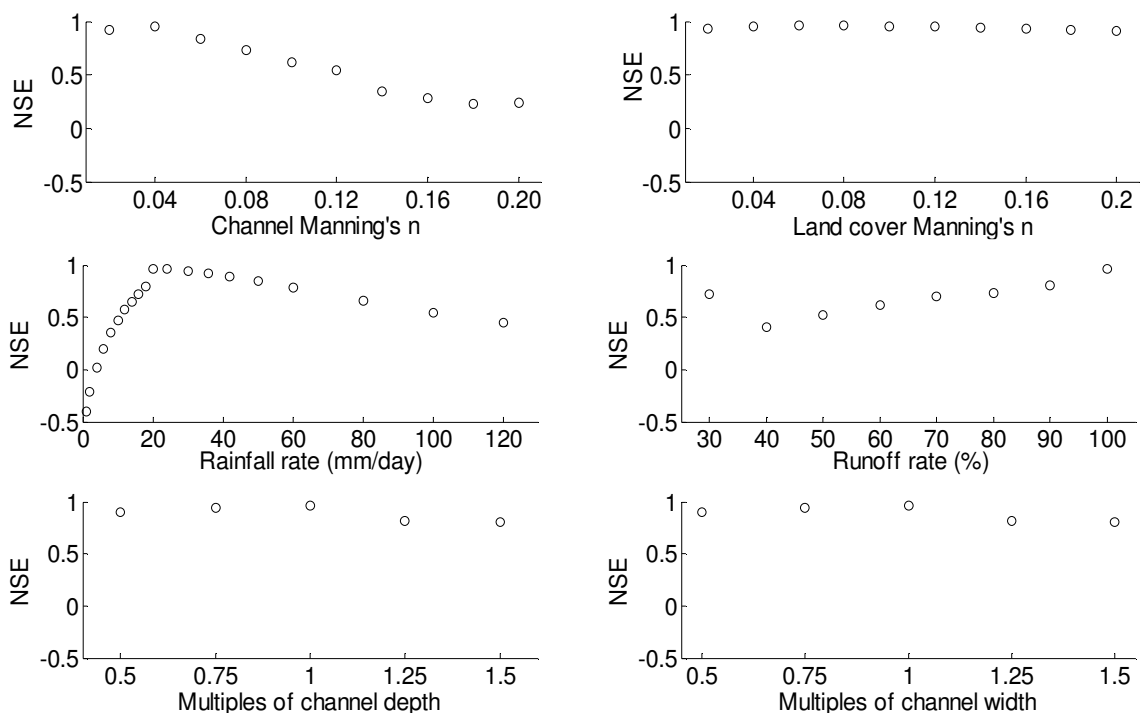 1
0.5
0
-0.5
NSE
0.04 0.08 0.12 0.16 0.20
Channel Manning's n
1
0.5
0
-0.5
NSE
0.04 0.08 0.12 0.16 0.2
Land cover Manning's n
1
0.5
0
-0.5
NSE
0 20 40 60 80 100 120
Rainfall rate (mm/day)
1
0.5
0
-0.5
NSE
30 40 50 60 70 80 90 100
Runoff rate (%)
1
0.5
0
-0.5
NSE
0.5 0.75 1 1.25 1.5
Multiples of channel depth
1
0.5
0
-0.5
NSE
0.5 0.75 1 1.25 1.5
Multiples of channel width